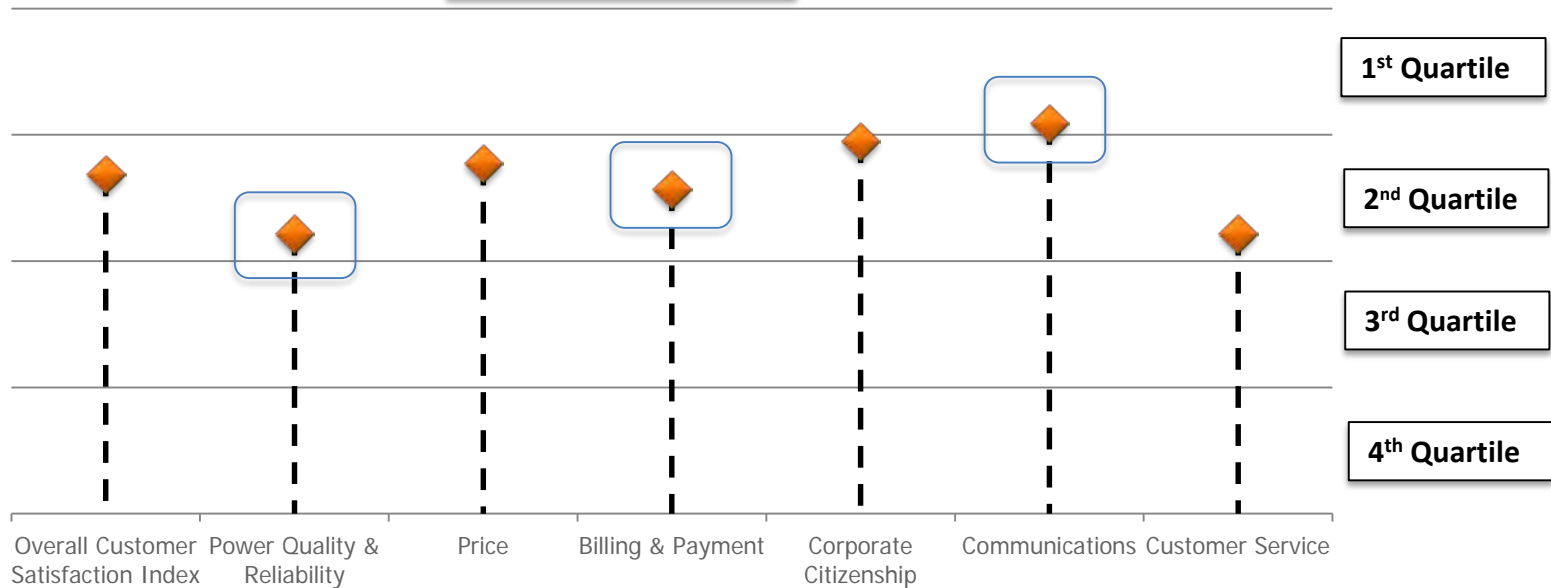 1st Quartile
2nd Quartile
3rd Quartile
4th Quartile
Overall Customer
Satisfaction Index
Power Quality &
Reliability
Price
Billing & Payment
Corporate
Citizenship
Communications
Customer Service